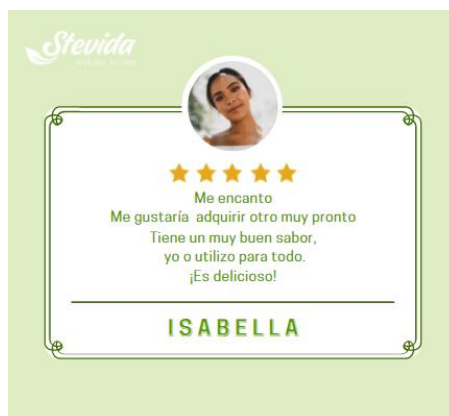 Stevida
Me encanto
Me gustaría adquirir otro muy pronto
Tiene un muy buen sabor,
yo o utilizo para todo.
¡Es delicioso!
ISABELLA